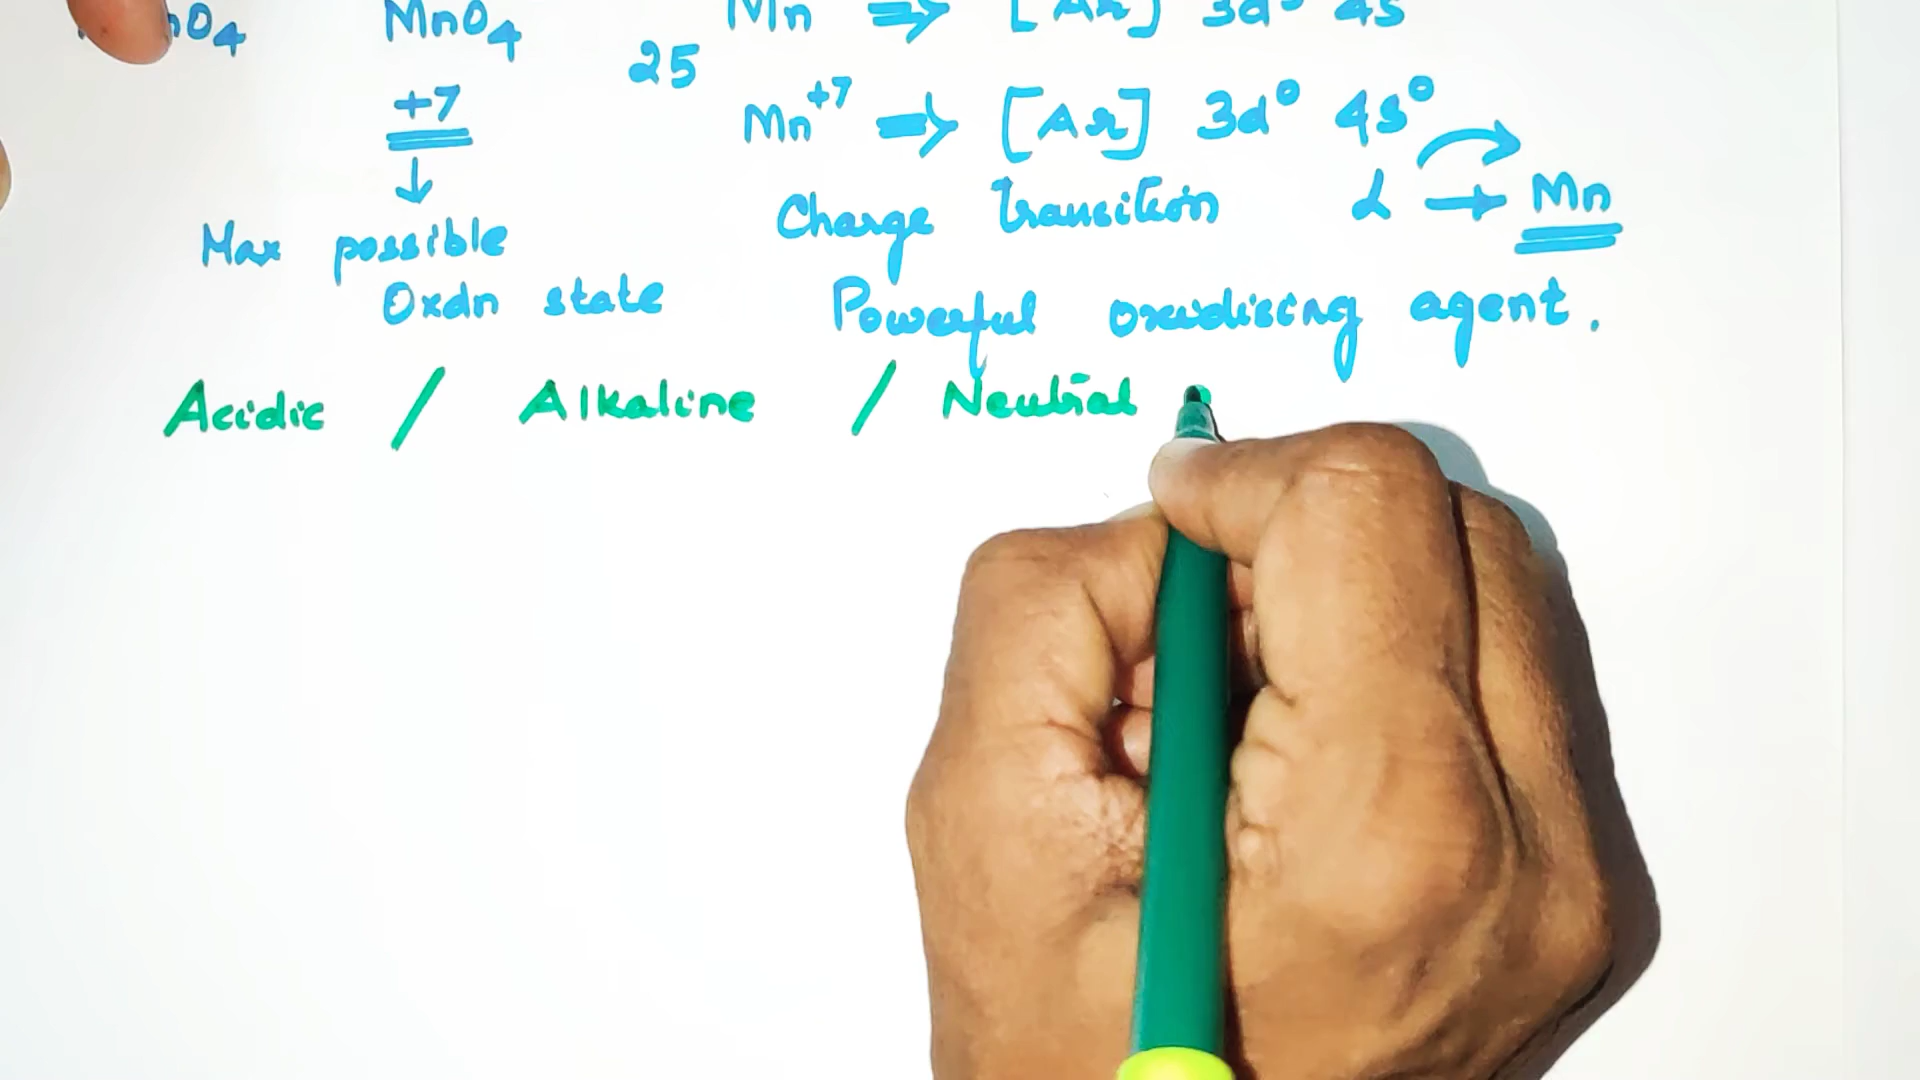 nO4 MnO4 Mn ⇒ [Ar] 3d 4s
25
+7 Mn+7 ⇒ [Ar] 3d⁰ 4s⁰
↓
Charge transition L → Mn
Max possible
Oxdn state Powerful oxidising agent.
Acidic / Alkaline / Neutral